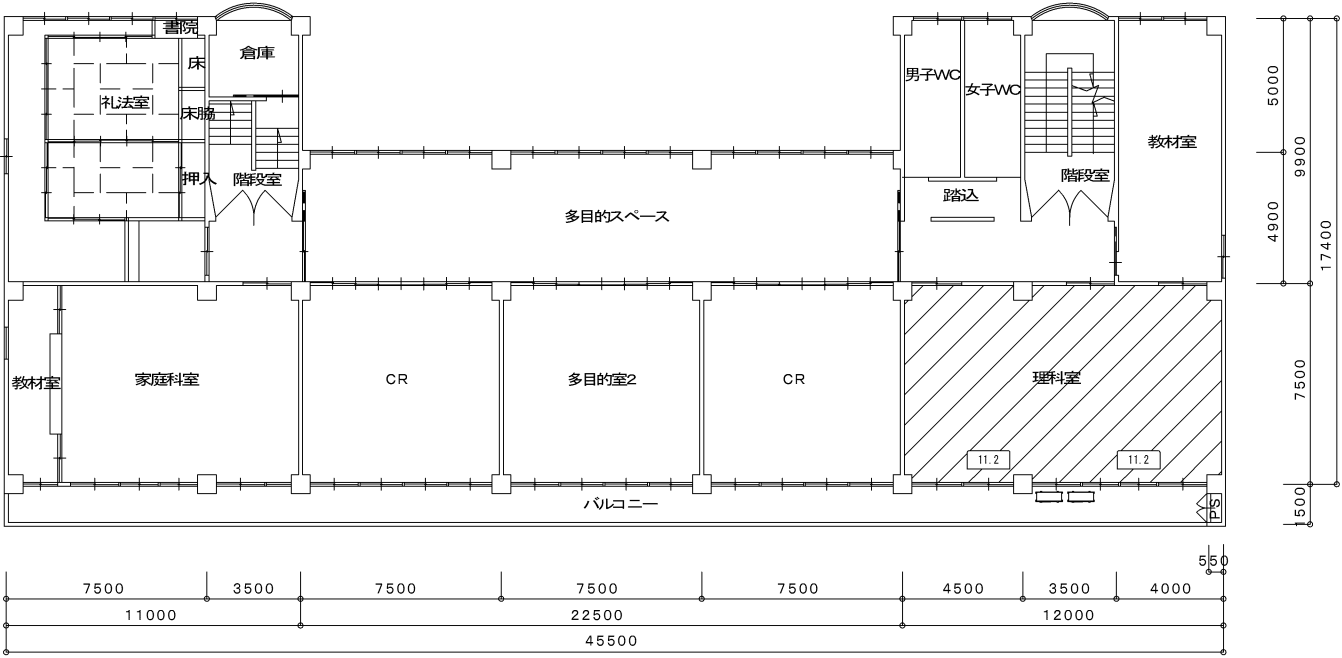 書院
倉庫
床
礼法室
床脇
押入
階段室
男子WC
女子WC
教材室
階段室
踏込
多目的スペース
教材室
家庭科室
CR
多目的室2
CR
理科室
11.2
11.2
バルコニー
PS
5000
9900
4900
17400
7500
1500
550
7500
3500
7500
7500
7500
4500
3500
4000
11000
22500
12000
45500